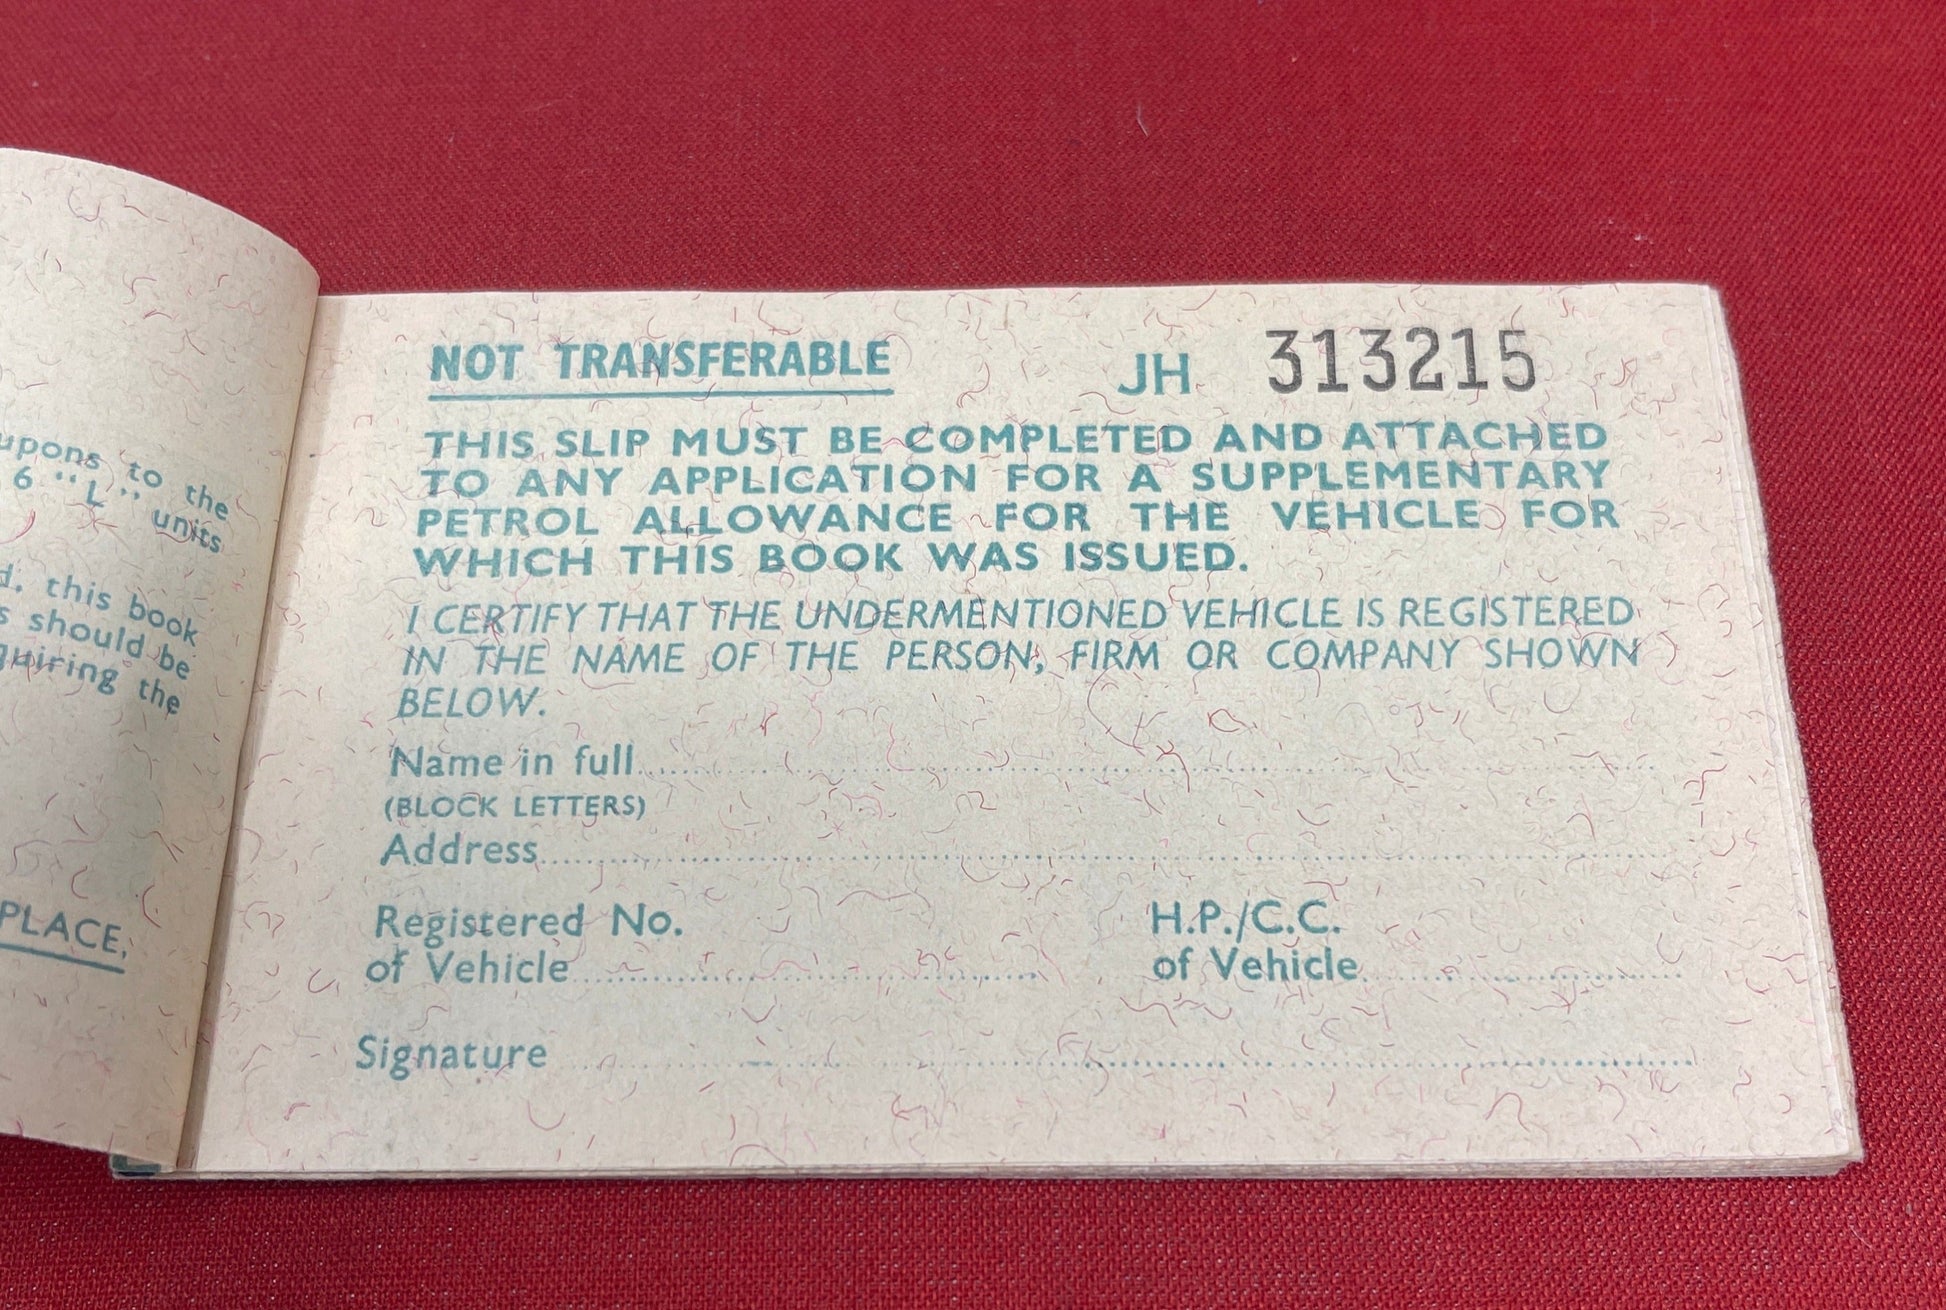 upons to the
6 "L" units
d, this book
s should be
quiring the
PLACE,
NOT TRANSFERABLE JH 313215
THIS SLIP MUST BE COMPLETED AND ATTACHED
TO ANY APPLICATION FOR A SUPPLEMENTARY
PETROL ALLOWANCE FOR THE VEHICLE FOR
WHICH THIS BOOK WAS ISSUED.
I CERTIFY THAT THE UNDERMENTIONED VEHICLE IS REGISTERED
IN THE NAME OF THE PERSON, FIRM OR COMPANY SHOWN
BELOW.
Name in full
(BLOCK LETTERS)
Address
Registered No. H.P./C.C.
of Vehicle of Vehicle
Signature